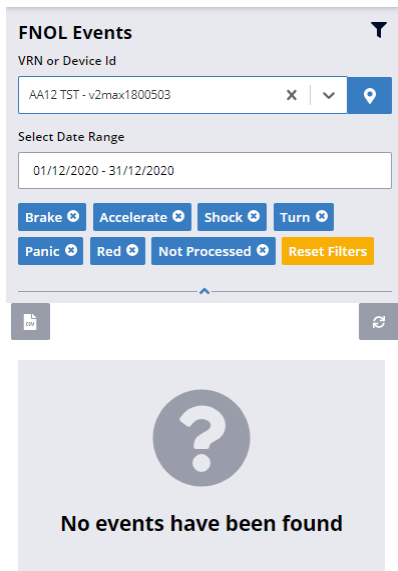 FNOL Events
VRN or Device Id
AA12 TST - v2max1800503
Select Date Range
01/12/2020 - 31/12/2020
Brake Accelerate Shock Turn
Panic Red Not Processed Reset Filters
CSV
?
No events have been found